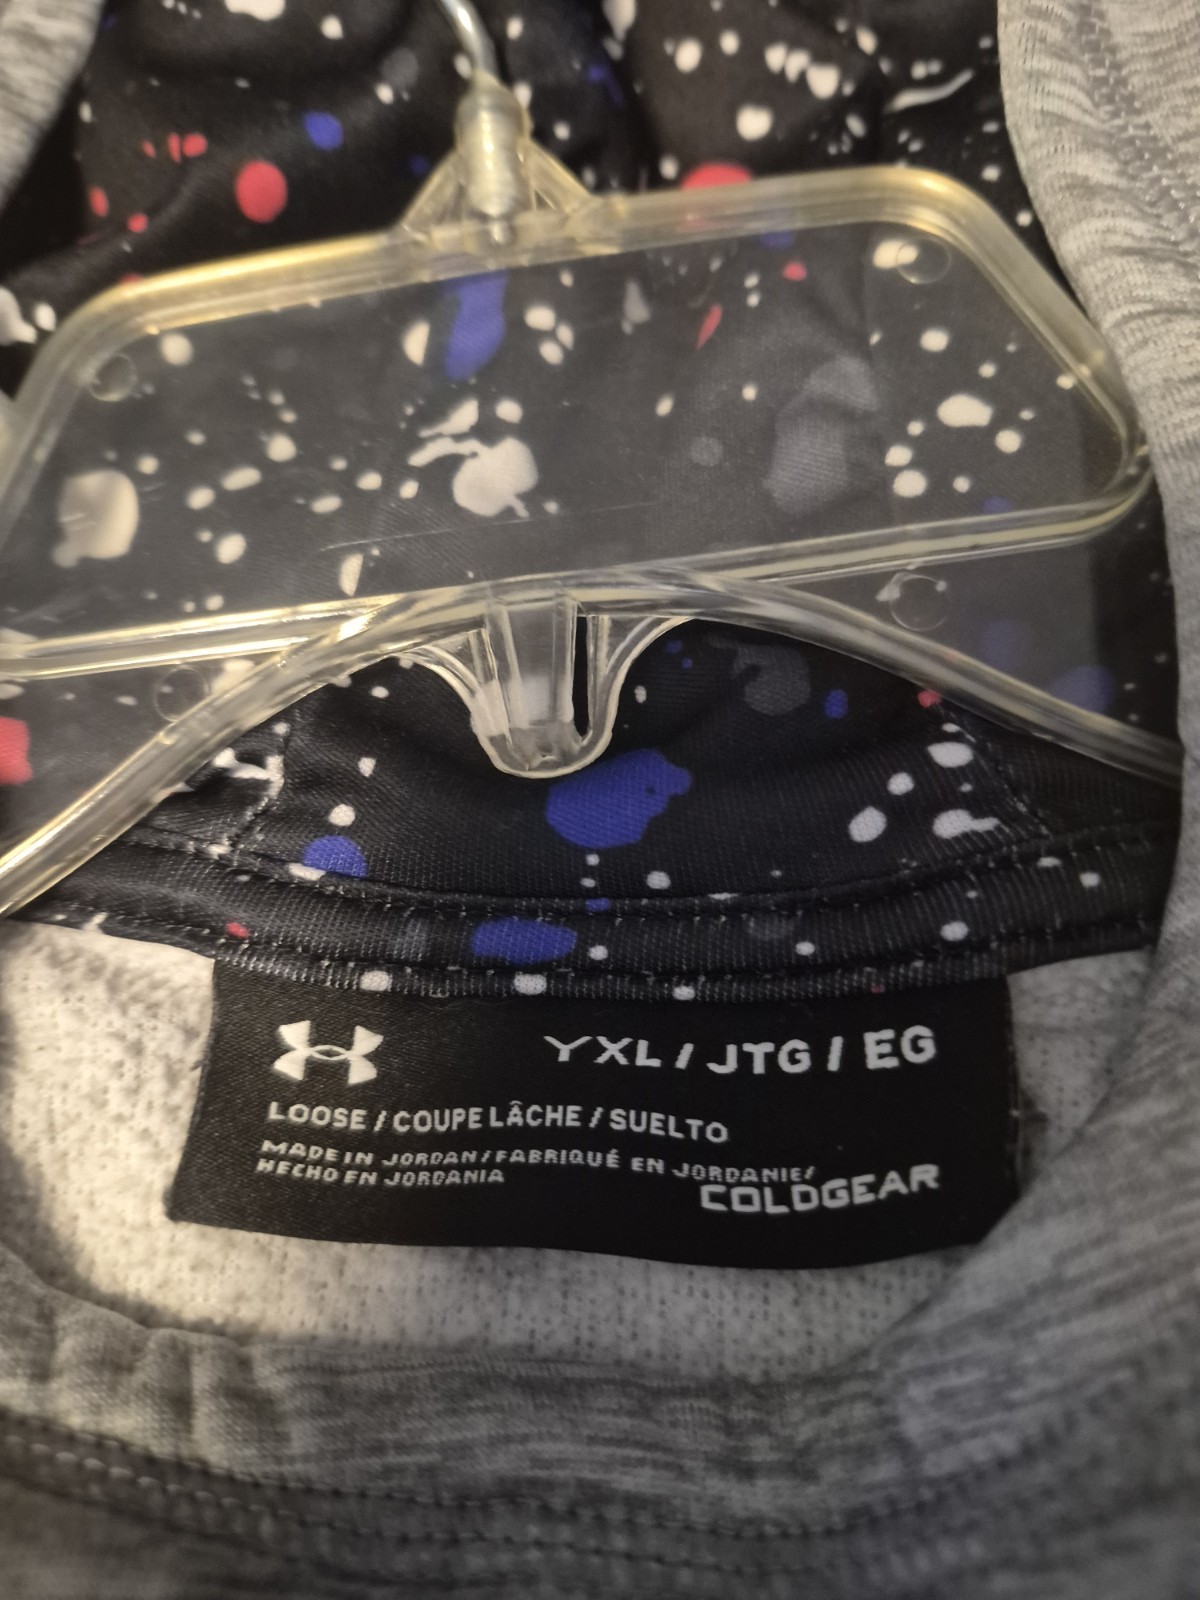 YXL / JTG / EG
LOOSE / COUPE LÂCHE / SUELTO
MADE IN JORDAN / FABRIQUÉ EN JORDANIE /
HECHO EN JORDANIA
COLDGEAR